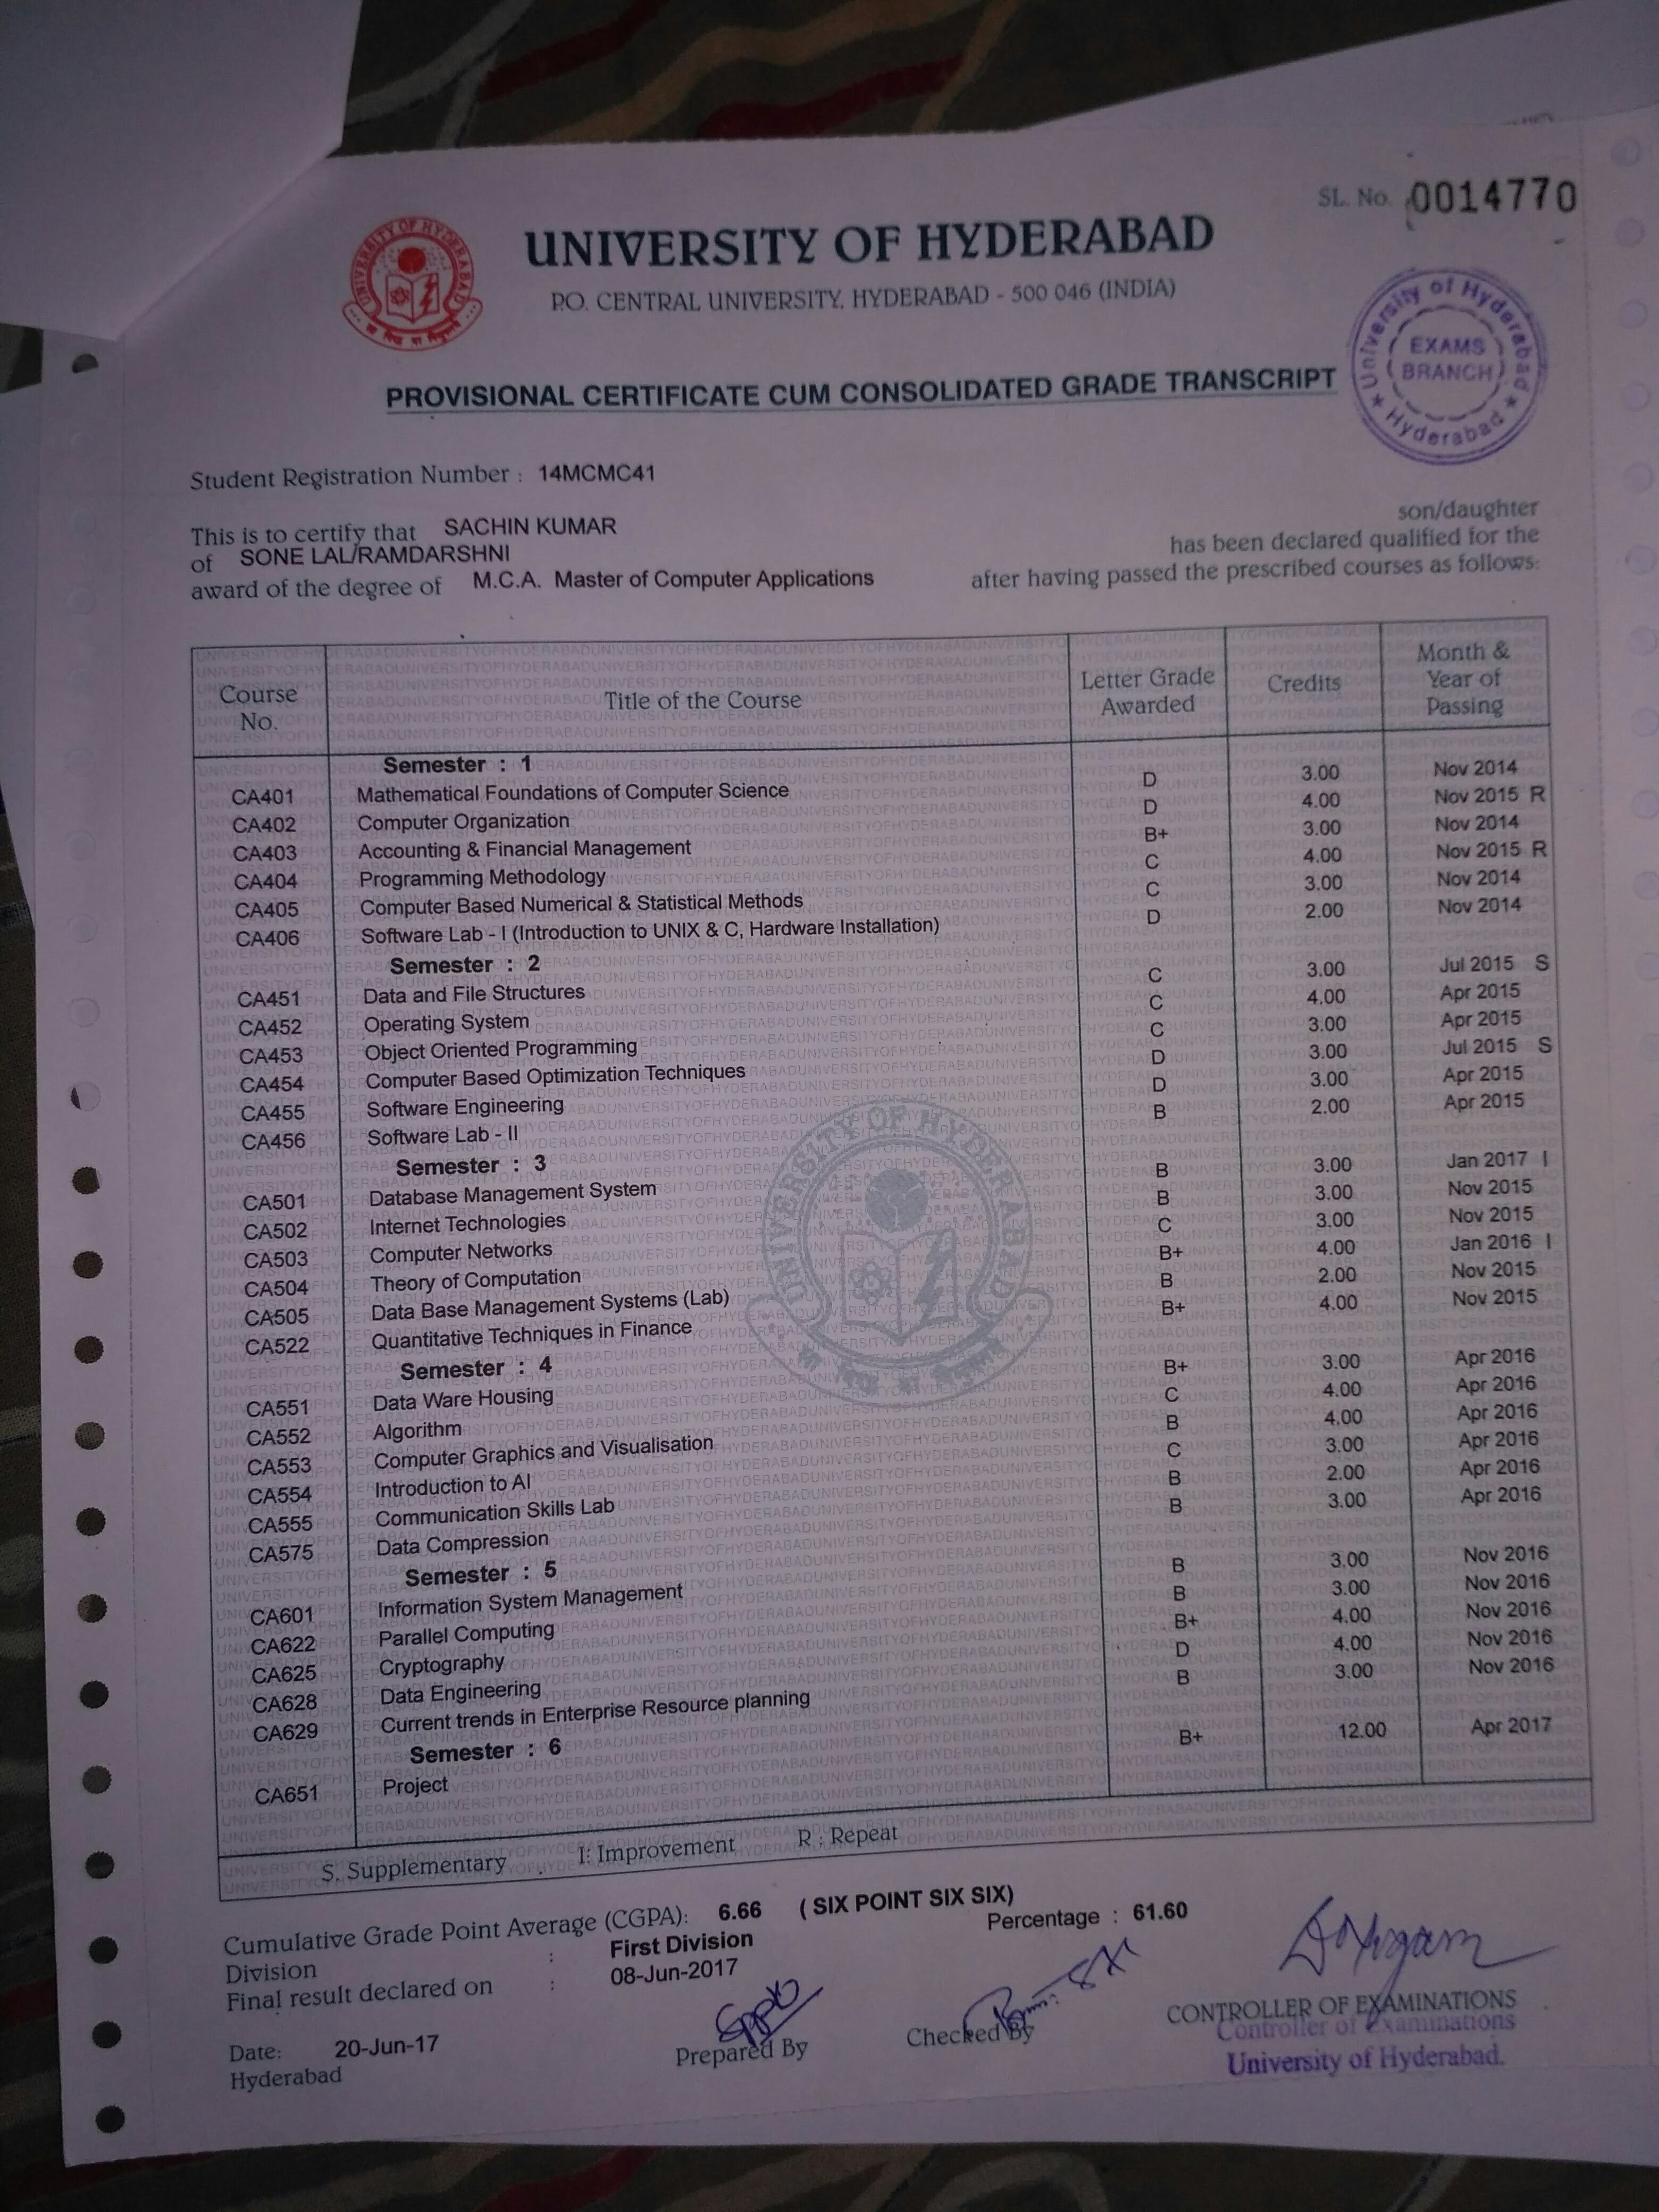 SL. No. 0014770
UNIVERSITY OF HYDERABAD
P.O. CENTRAL UNIVERSITY, HYDERABAD - 500 046 (INDIA)
UNIVERSITY OF HYDERABAD
University of Hyderabad
EXAMS
BRANCH
Hyderabad
PROVISIONAL CERTIFICATE CUM CONSOLIDATED GRADE TRANSCRIPT
Student Registration Number : 14MCMC41
This is to certify that SACHIN KUMAR son/daughter
of SONE LAL/RAMDARSHNI has been declared qualified for the
award of the degree of M.C.A. Master of Computer Applications after having passed the prescribed courses as follows:
Course No. Title of the Course Letter Grade Awarded Credits Month & Year of Passing
Semester : 1
CA401 Mathematical Foundations of Computer Science D 3.00 Nov 2014
CA402 Computer Organization D 4.00 Nov 2015 R
CA403 Accounting & Financial Management B+ 3.00 Nov 2014
CA404 Programming Methodology C 4.00 Nov 2015 R
CA405 Computer Based Numerical & Statistical Methods C 3.00 Nov 2014
CA406 Software Lab - I (Introduction to UNIX & C, Hardware Installation) D 2.00 Nov 2014
Semester : 2
CA451 Data and File Structures C 3.00 Jul 2015 S
CA452 Operating System C 4.00 Apr 2015
CA453 Object Oriented Programming C 3.00 Apr 2015
CA454 Computer Based Optimization Techniques D 3.00 Jul 2015 S
CA455 Software Engineering D 3.00 Apr 2015
CA456 Software Lab - II B 2.00 Apr 2015
Semester : 3
CA501 Database Management System B 3.00 Jan 2017 I
CA502 Internet Technologies B 3.00 Nov 2015
CA503 Computer Networks C 3.00 Nov 2015
CA504 Theory of Computation B+ 4.00 Jan 2016 I
CA505 Data Base Management Systems (Lab) B 2.00 Nov 2015
CA522 Quantitative Techniques in Finance B+ 4.00 Nov 2015
Semester : 4
CA551 Data Ware Housing B+ 3.00 Apr 2016
CA552 Algorithm C 4.00 Apr 2016
CA553 Computer Graphics and Visualisation B 4.00 Apr 2016
CA554 Introduction to AI C 3.00 Apr 2016
CA555 Communication Skills Lab B 2.00 Apr 2016
CA575 Data Compression B 3.00 Apr 2016
Semester : 5
CA601 Information System Management B 3.00 Nov 2016
CA622 Parallel Computing B 3.00 Nov 2016
CA625 Cryptography B+ 4.00 Nov 2016
CA628 Data Engineering D 4.00 Nov 2016
CA629 Current trends in Enterprise Resource planning B 3.00 Nov 2016
Semester : 6
CA651 Project B+ 12.00 Apr 2017
S. Supplementary I: Improvement R : Repeat
Cumulative Grade Point Average (CGPA): 6.66 ( SIX POINT SIX SIX) Percentage : 61.60
Division : First Division
Final result declared on : 08-Jun-2017
Date: 20-Jun-17
Hyderabad
Prepared By
Checked By
CONTROLLER OF EXAMINATIONS
Controller of Examinations
University of Hyderabad.